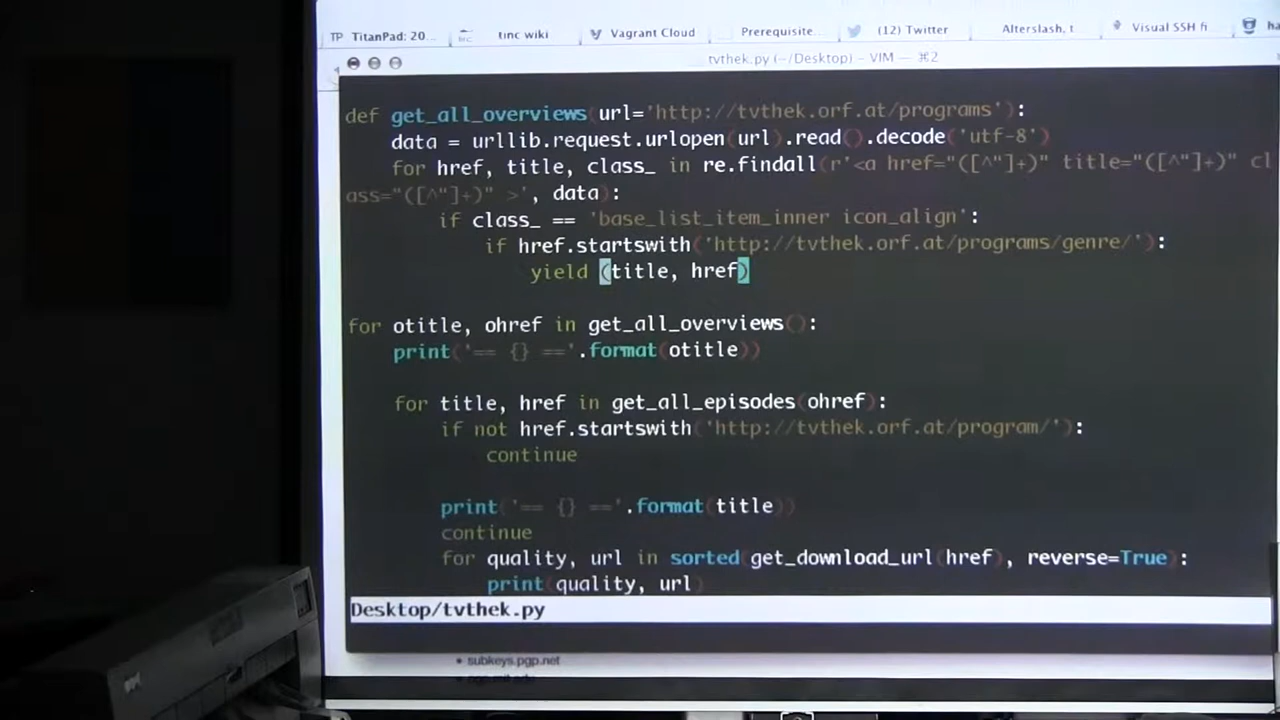 TP TitanPad: 20... tinc wiki Vagrant Cloud Prerequisite... (12) Twitter Alterslash, t Visual SSH fi
tvthek.py (~/Desktop) – VIM — ⌘2
def get_all_overviews(url='http://tvthek.orf.at/programs'):
data = urllib.request.urlopen(url).read().decode('utf-8')
for href, title, class_ in re.findall(r'<a href="([^"]+)" title="([^"]+)" cl
ass="([^"]+)" >', data):
if class_ == 'base_list_item_inner icon_align':
if href.startswith('http://tvthek.orf.at/programs/genre/'):
yield (title, href)
for otitle, ohref in get_all_overviews():
print('== {} =='.format(otitle))
for title, href in get_all_episodes(ohref):
if not href.startswith('http://tvthek.orf.at/program/'):
continue
print('== {} =='.format(title))
continue
for quality, url in sorted(get_download_url(href), reverse=True):
print(quality, url)
Desktop/tvthek.py
• subkeys.pgp.net